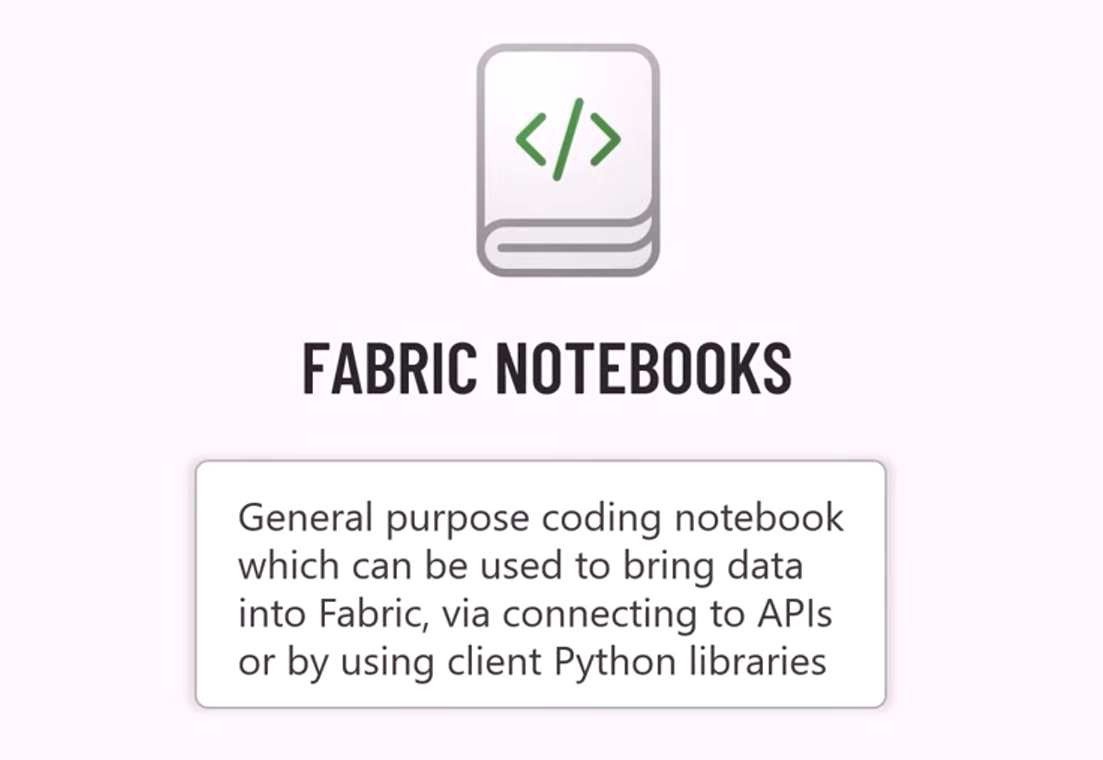 </>
FABRIC NOTEBOOKS
General purpose coding notebook
which can be used to bring data
into Fabric, via connecting to APIs
or by using client Python libraries